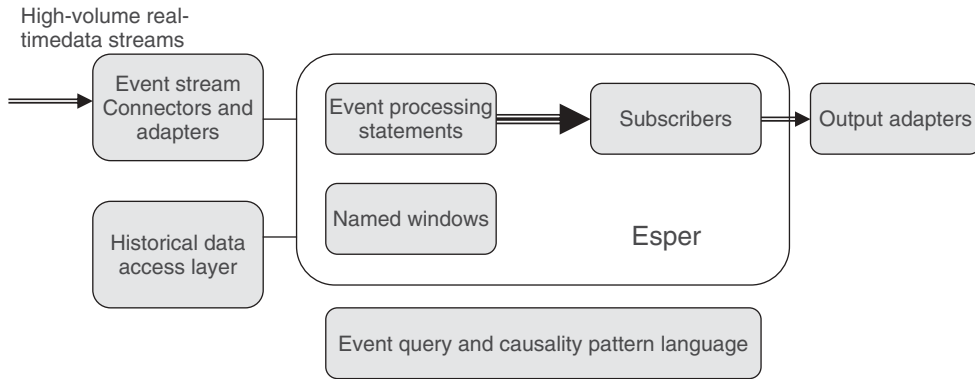 High-volume real-
timedata streams
Event stream
Connectors and
adapters
Event processing
statements
Subscribers
Output adapters
Named windows
Esper
Historical data
access layer
Event query and causality pattern language